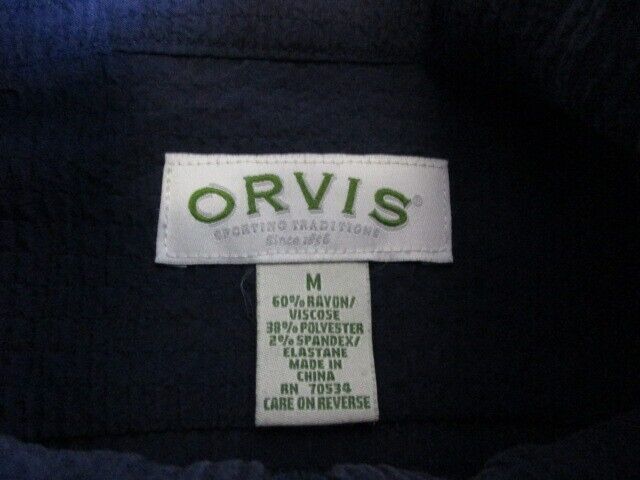 ORVIS®
SPORTING TRADITIONS
Since 1856
M
60% RAYON/
VISCOSE
38% POLYESTER
2% SPANDEX/
ELASTANE
MADE IN
CHINA
RN 70534
CARE ON REVERSE